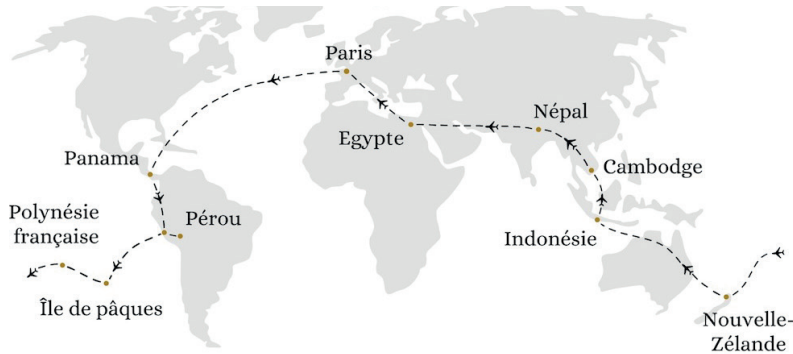 Paris
Népal
Egypte
Panama
Cambodge
Polynésie
française
Pérou
Indonésie
Île de pâques
Nouvelle-
Zélande